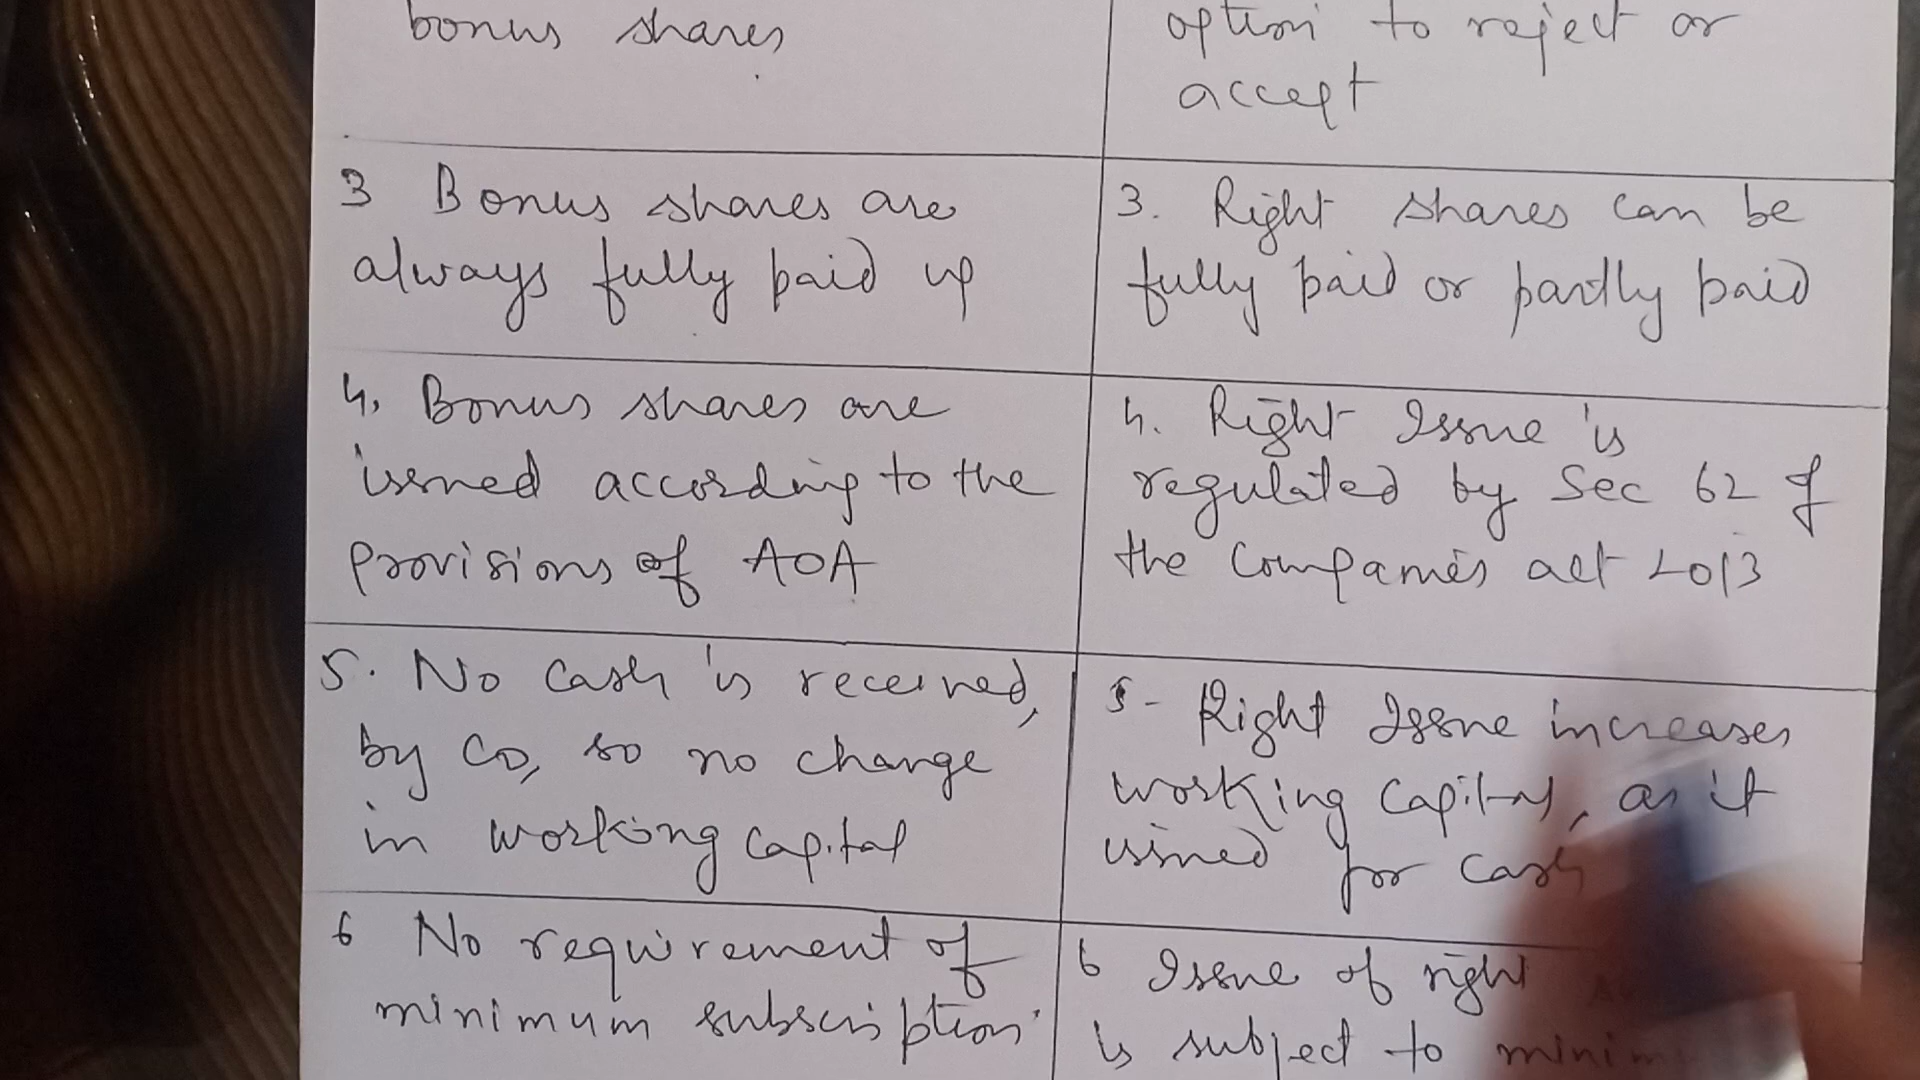 bonus shares
option to reject or
accept
3 Bonus shares are
always fully paid up
3. Right shares can be
fully paid or partly paid
4. Bonus shares are
issued according to the
provisions of AOA
4. Right Issue is
regulated by Sec 62 of
the Companies act 2013
5. No cash is received,
by Co, so no change
in working capital
5- Right Issue increases
working capital, as it
issued for cash
6 No requirement of
minimum subscription
6 Issue of right
is subject to